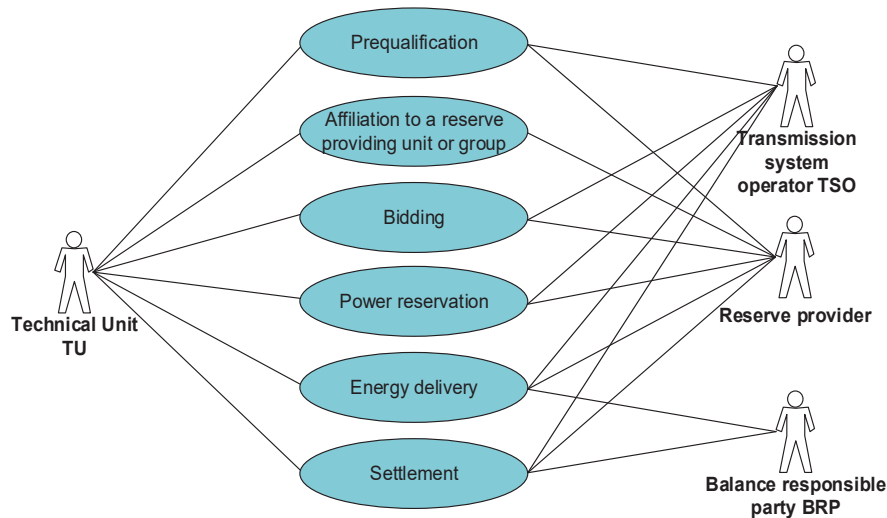 Prequalification
Affiliation to a reserve
providing unit or group
Bidding
Power reservation
Energy delivery
Settlement
Technical Unit
TU
Transmission
system
operator TSO
Reserve provider
Balance responsible
party BRP